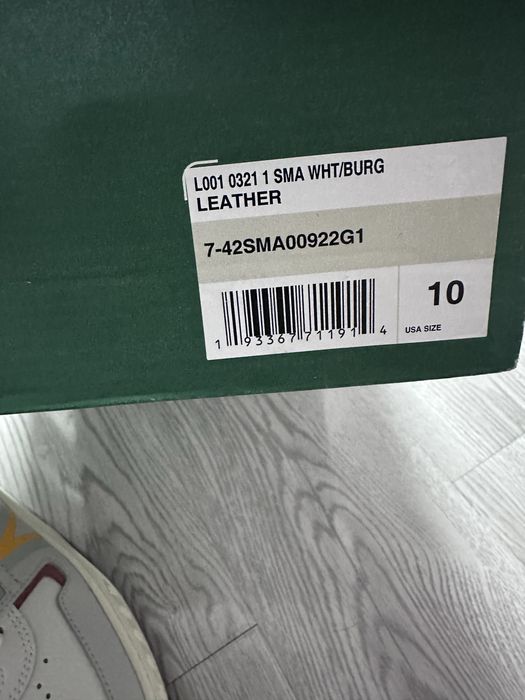 L001 0321 1 SMA WHT/BURG
LEATHER
7-42SMA00922G1
1 93367 71191 4
10
USA SIZE